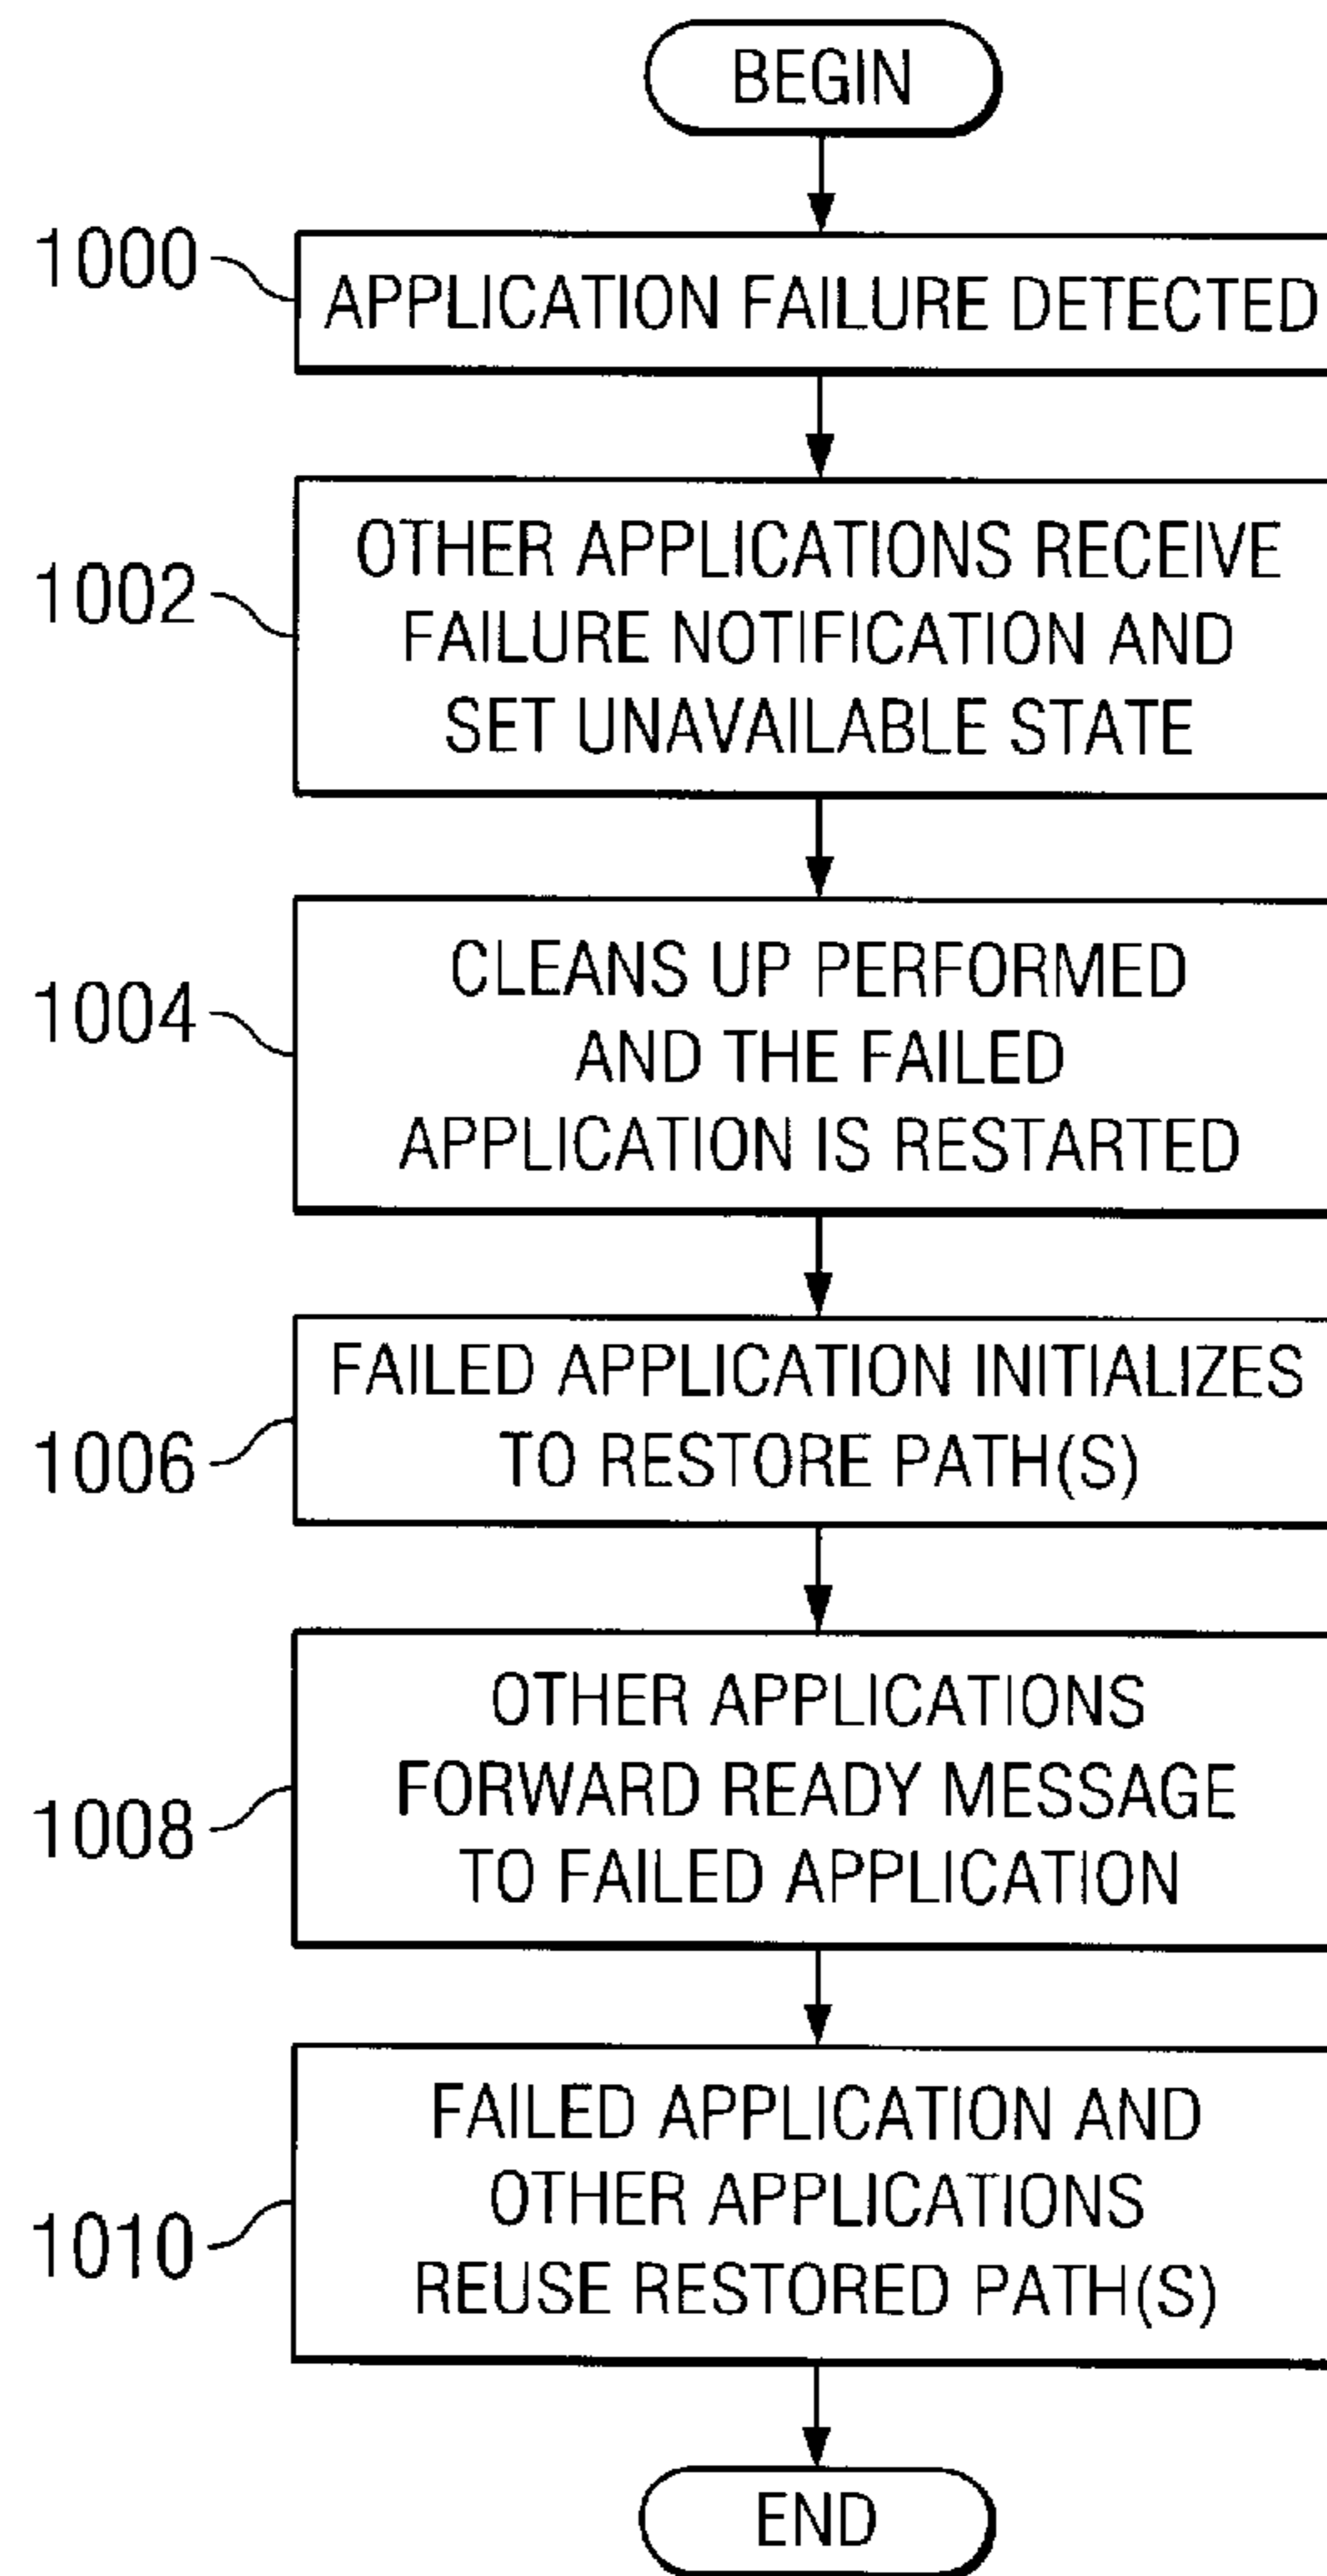 BEGIN
1000
APPLICATION FAILURE DETECTED
1002
OTHER APPLICATIONS RECEIVE
FAILURE NOTIFICATION AND
SET UNAVAILABLE STATE
1004
CLEANS UP PERFORMED
AND THE FAILED
APPLICATION IS RESTARTED
1006
FAILED APPLICATION INITIALIZES
TO RESTORE PATH(S)
1008
OTHER APPLICATIONS
FORWARD READY MESSAGE
TO FAILED APPLICATION
1010
FAILED APPLICATION AND
OTHER APPLICATIONS
REUSE RESTORED PATH(S)
END